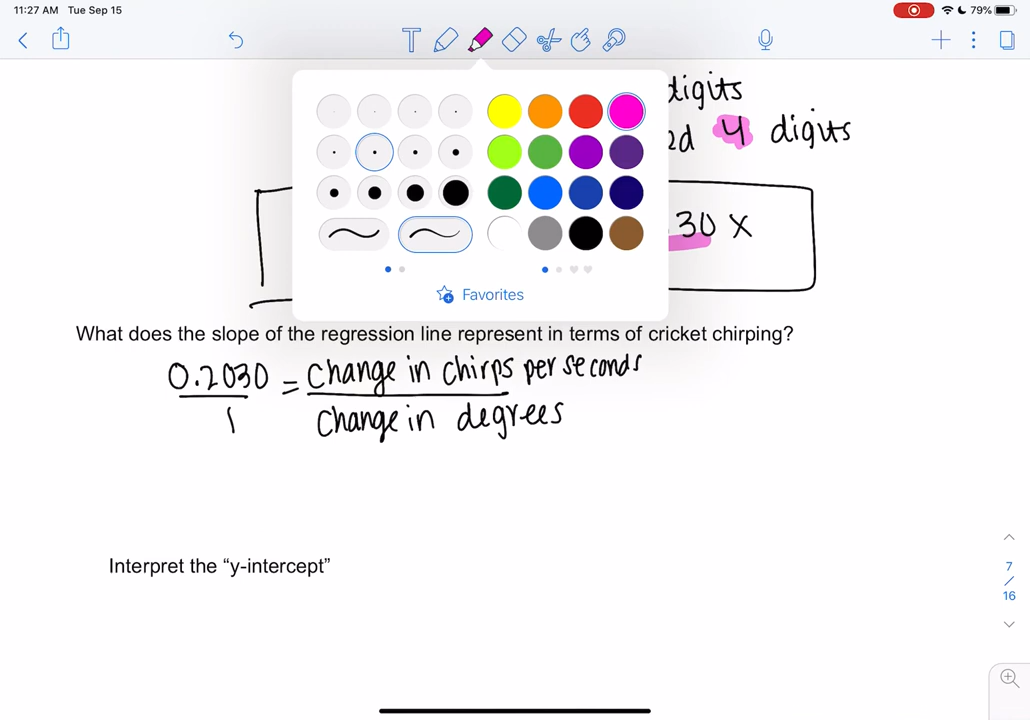 11:27 AM Tue Sep 15
79%
T
digits
4 digits
30 x
Favorites
What does the slope of the regression line represent in terms of cricket chirping?
0.2030 = change in chirps per seconds
1 change in degrees
Interpret the “y-intercept”
7
/
16